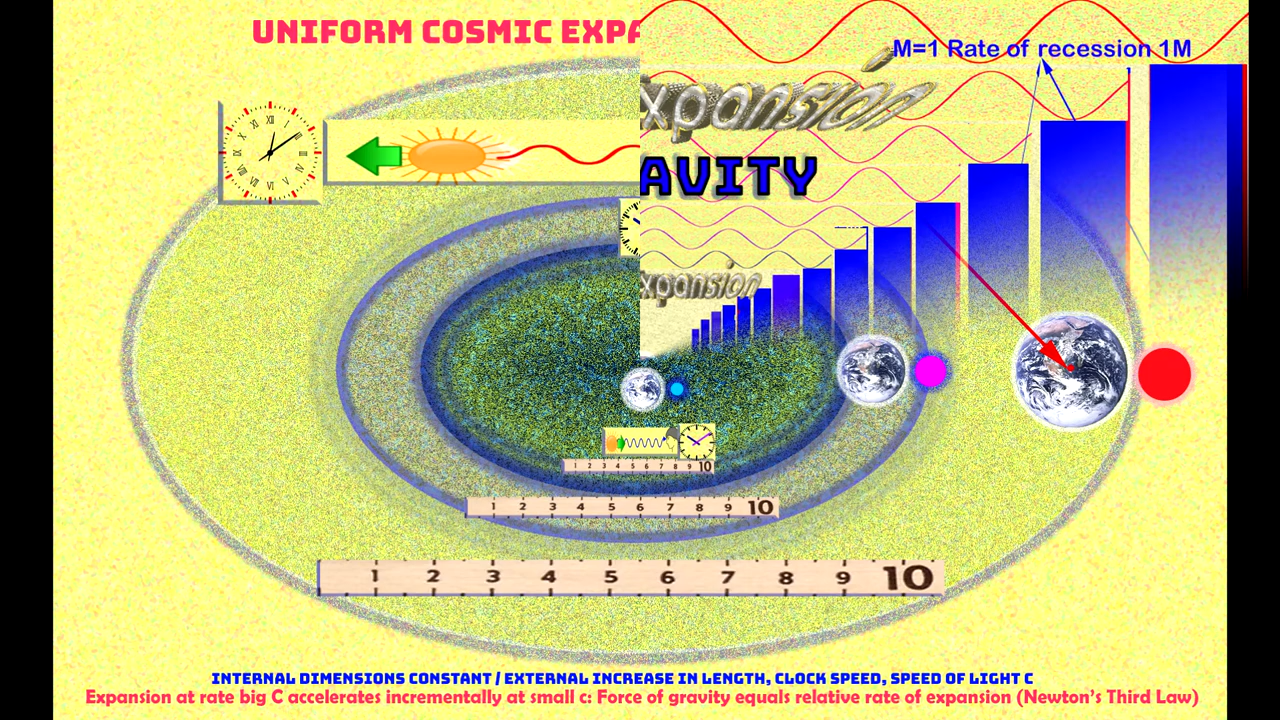 UNIFORM COSMIC EXPA
M=1 Rate of recession 1M
xpansion
AVITY
xpansion
1 2 3 4 5 6 7 8 9 10
1 2 3 4 5 6 7 8 9 10
1 2 3 4 5 6 7 8 9 10
INTERNAL DIMENSIONS CONSTANT / EXTERNAL INCREASE IN LENGTH, CLOCK SPEED, SPEED OF LIGHT C
Expansion at rate big C accelerates incrementally at small c: Force of gravity equals relative rate of expansion (Newton's Third Law)